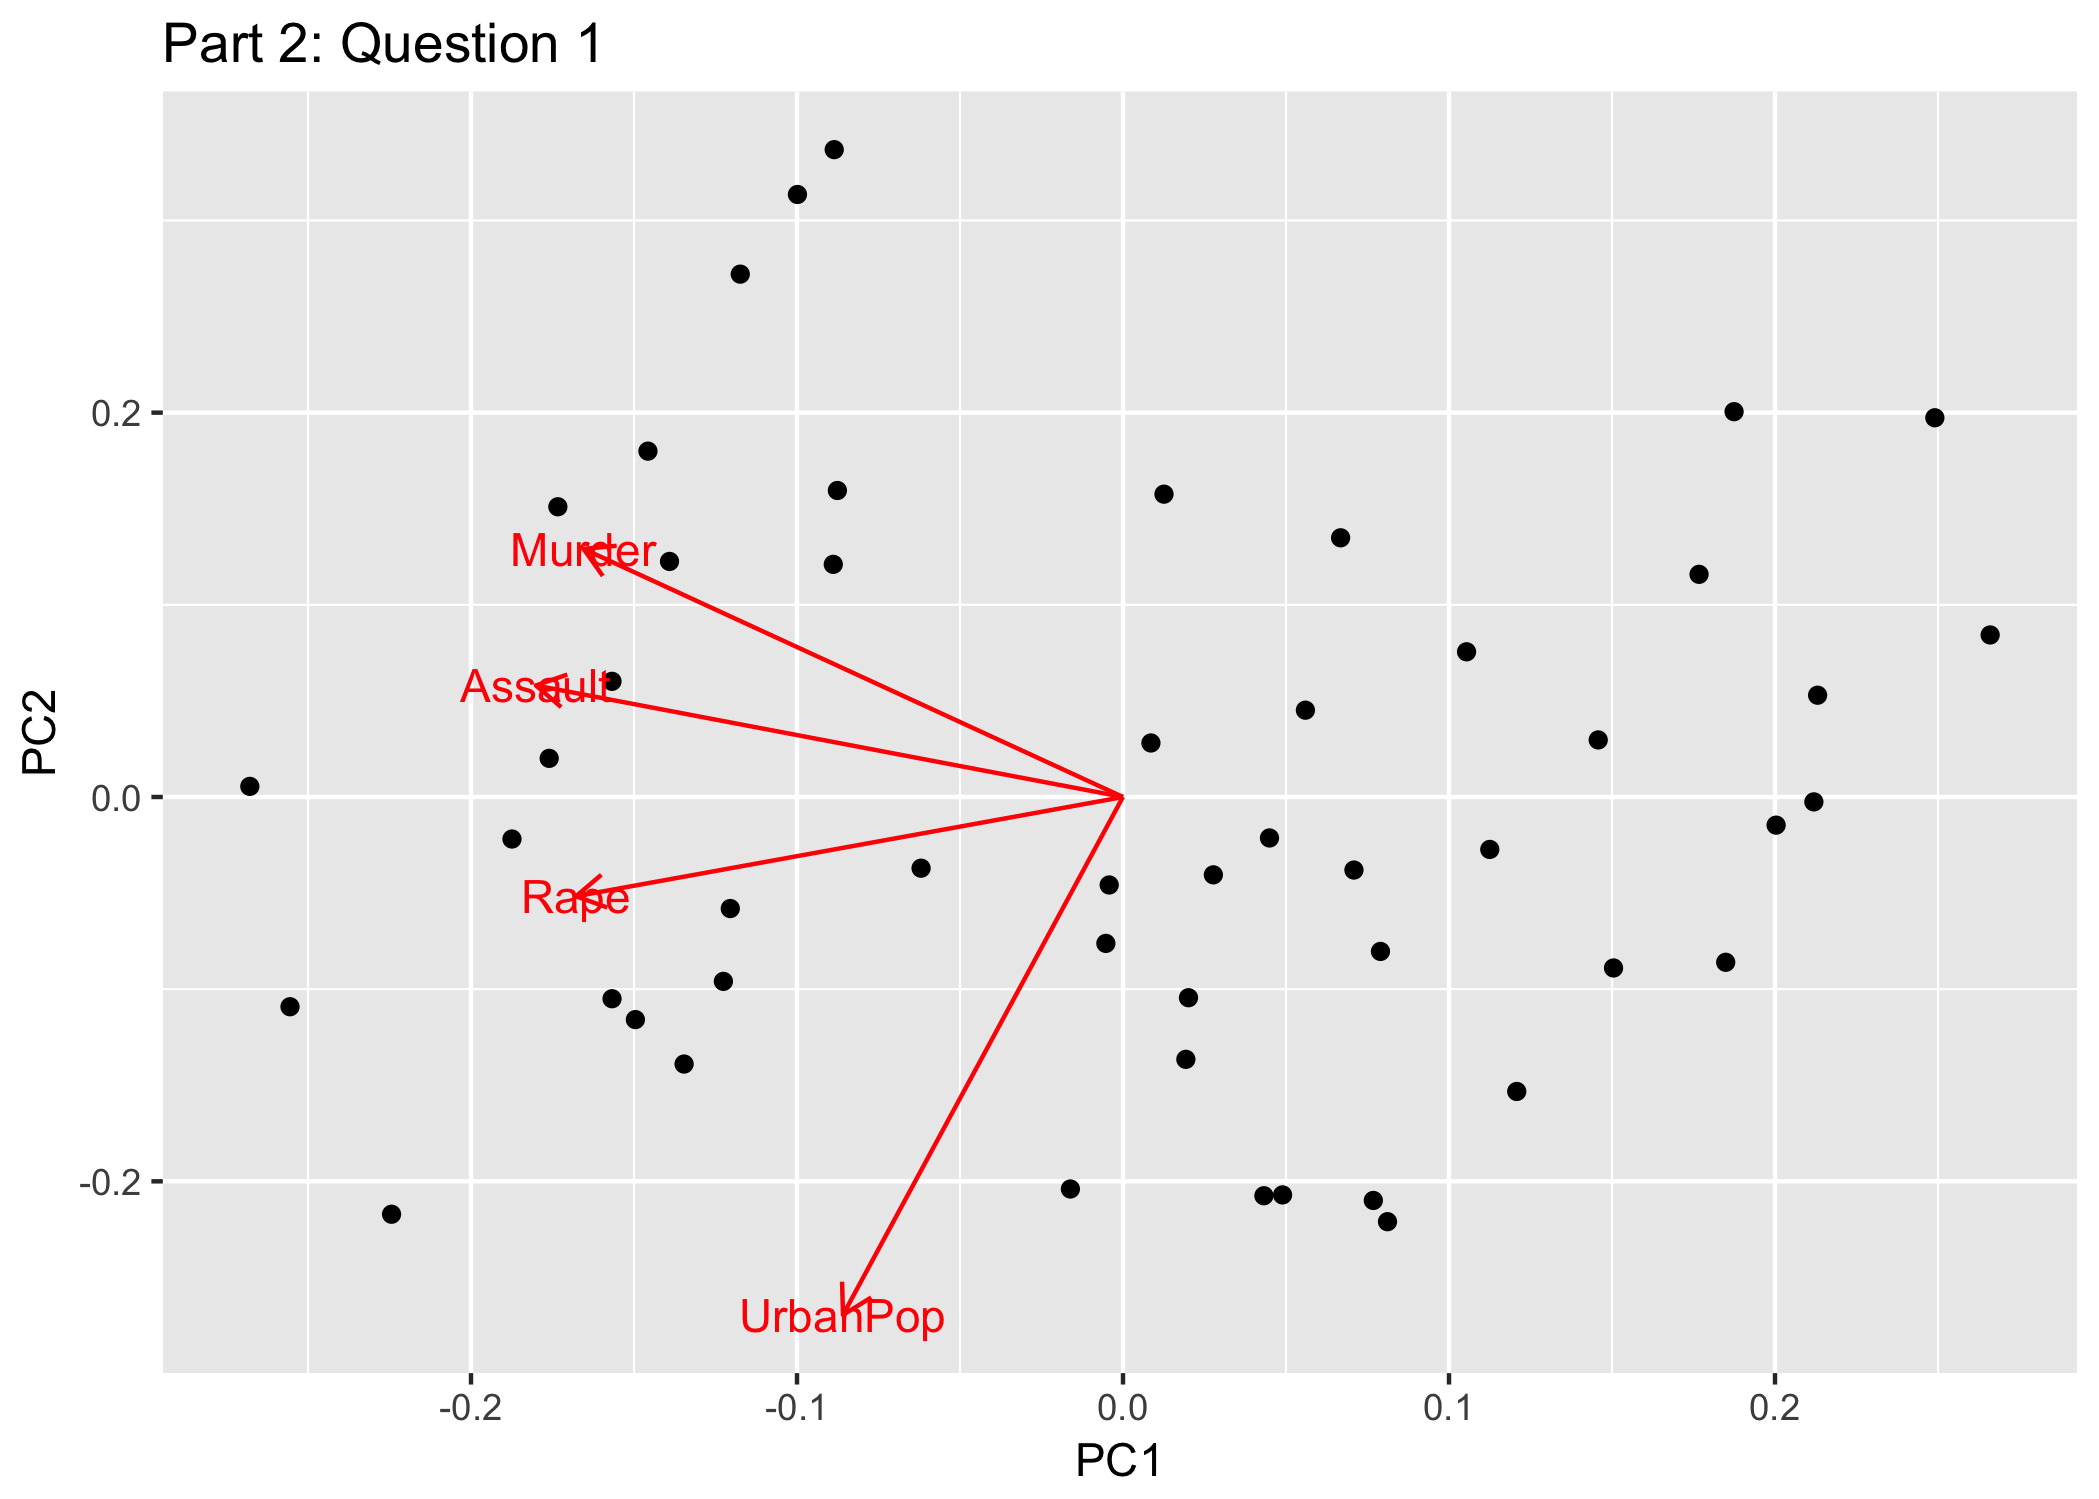 Part 2: Question 1
0.2
0.0
-0.2
PC2
Murder
Assault
Rape
UrbanPop
-0.2 -0.1 0.0 0.1 0.2
PC1